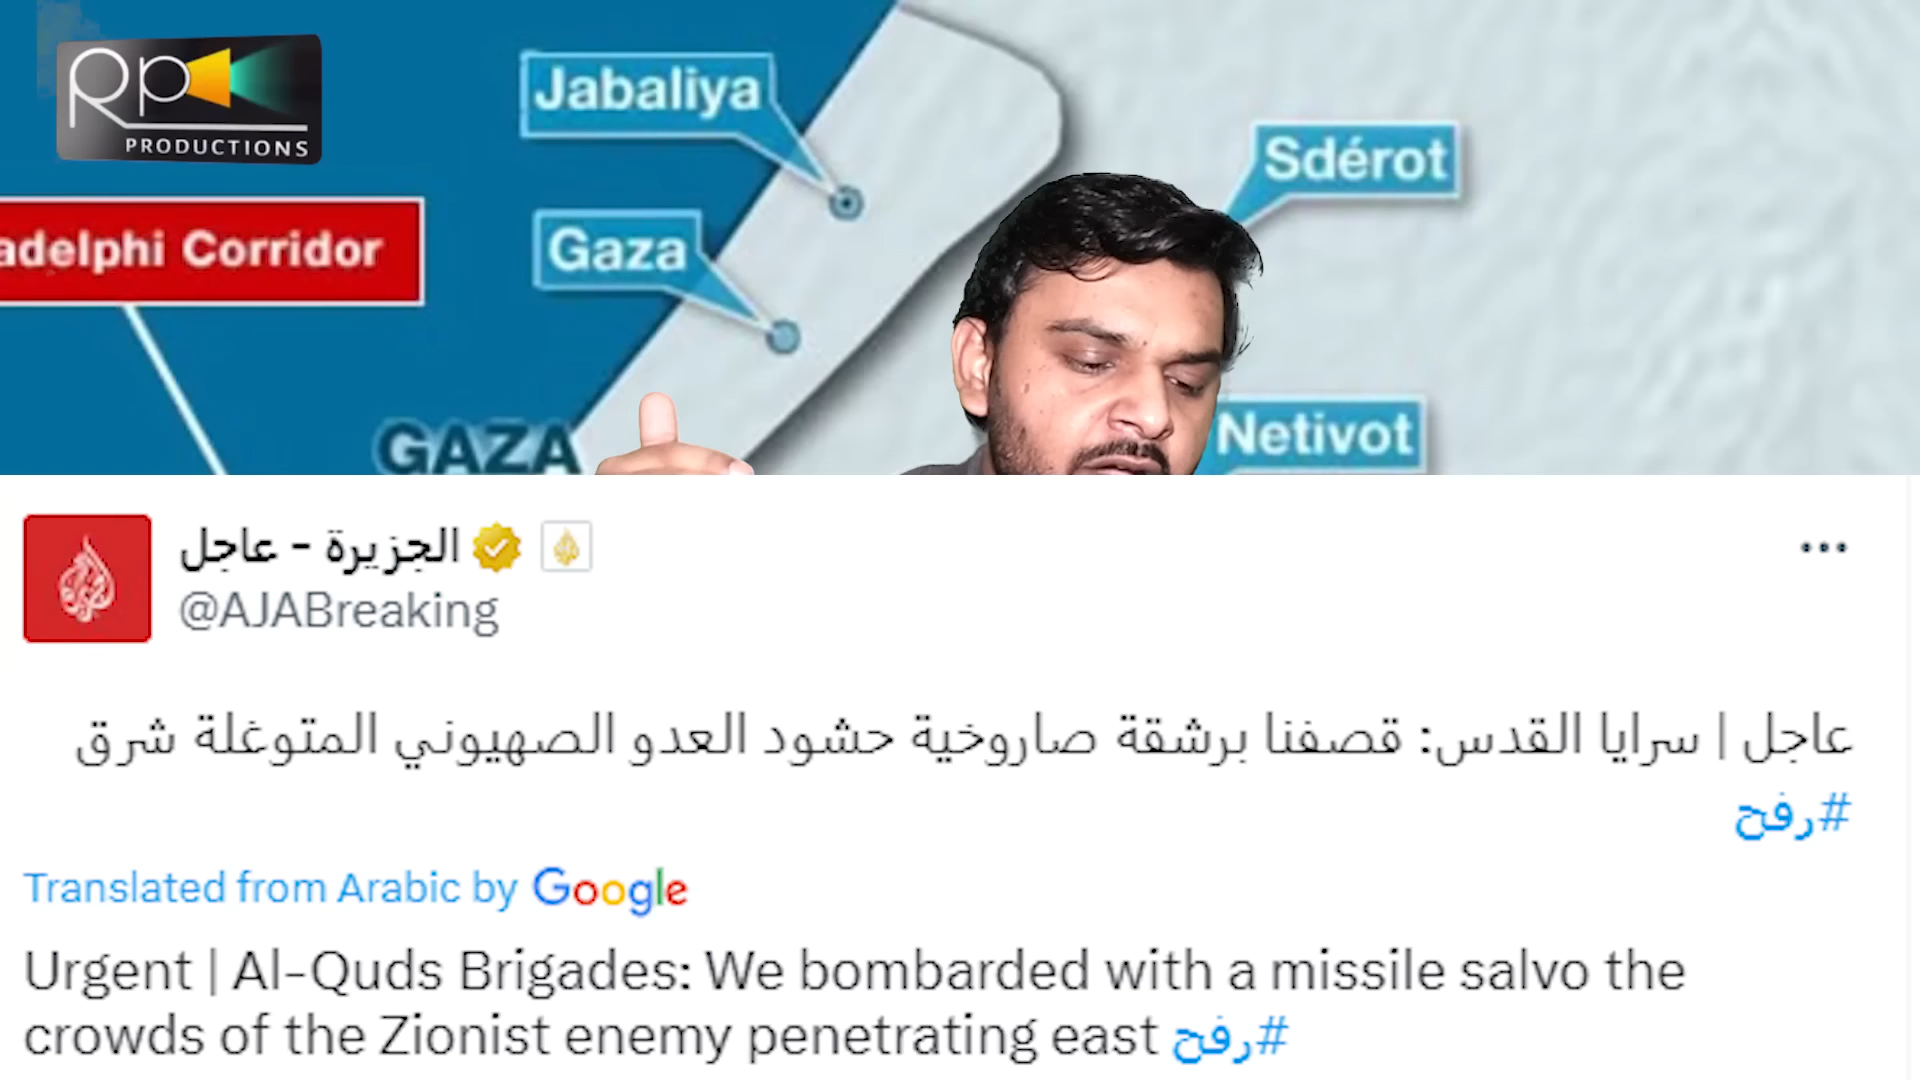 Rp
PRODUCTIONS
Jabaliya
Sdérot
adelphi Corridor
Gaza
Netivot
GAZA
الجزيرة - عاجل
@AJABreaking
عاجل | سرايا القدس: قصفنا برشقة صاروخية حشود العدو الصهيوني المتوغلة شرق
#رفح
Translated from Arabic by Google
Urgent | Al-Quds Brigades: We bombarded with a missile salvo the
crowds of the Zionist enemy penetrating east #رفح